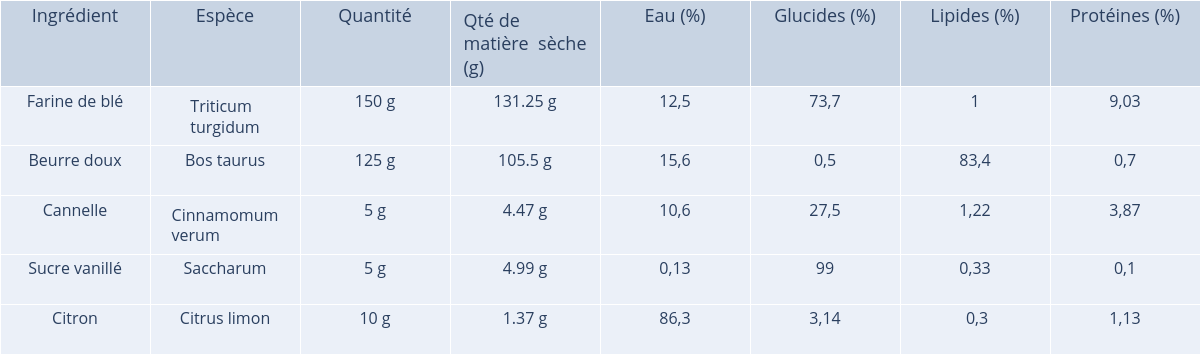 Ingrédient Espèce Quantité Qté de matière sèche (g) Eau (%) Glucides (%) Lipides (%) Protéines (%)
Farine de blé Triticum turgidum 150 g 131.25 g 12,5 73,7 1 9,03
Beurre doux Bos taurus 125 g 105.5 g 15,6 0,5 83,4 0,7
Cannelle Cinnamomum verum 5 g 4.47 g 10,6 27,5 1,22 3,87
Sucre vanillé Saccharum 5 g 4.99 g 0,13 99 0,33 0,1
Citron Citrus limon 10 g 1.37 g 86,3 3,14 0,3 1,13